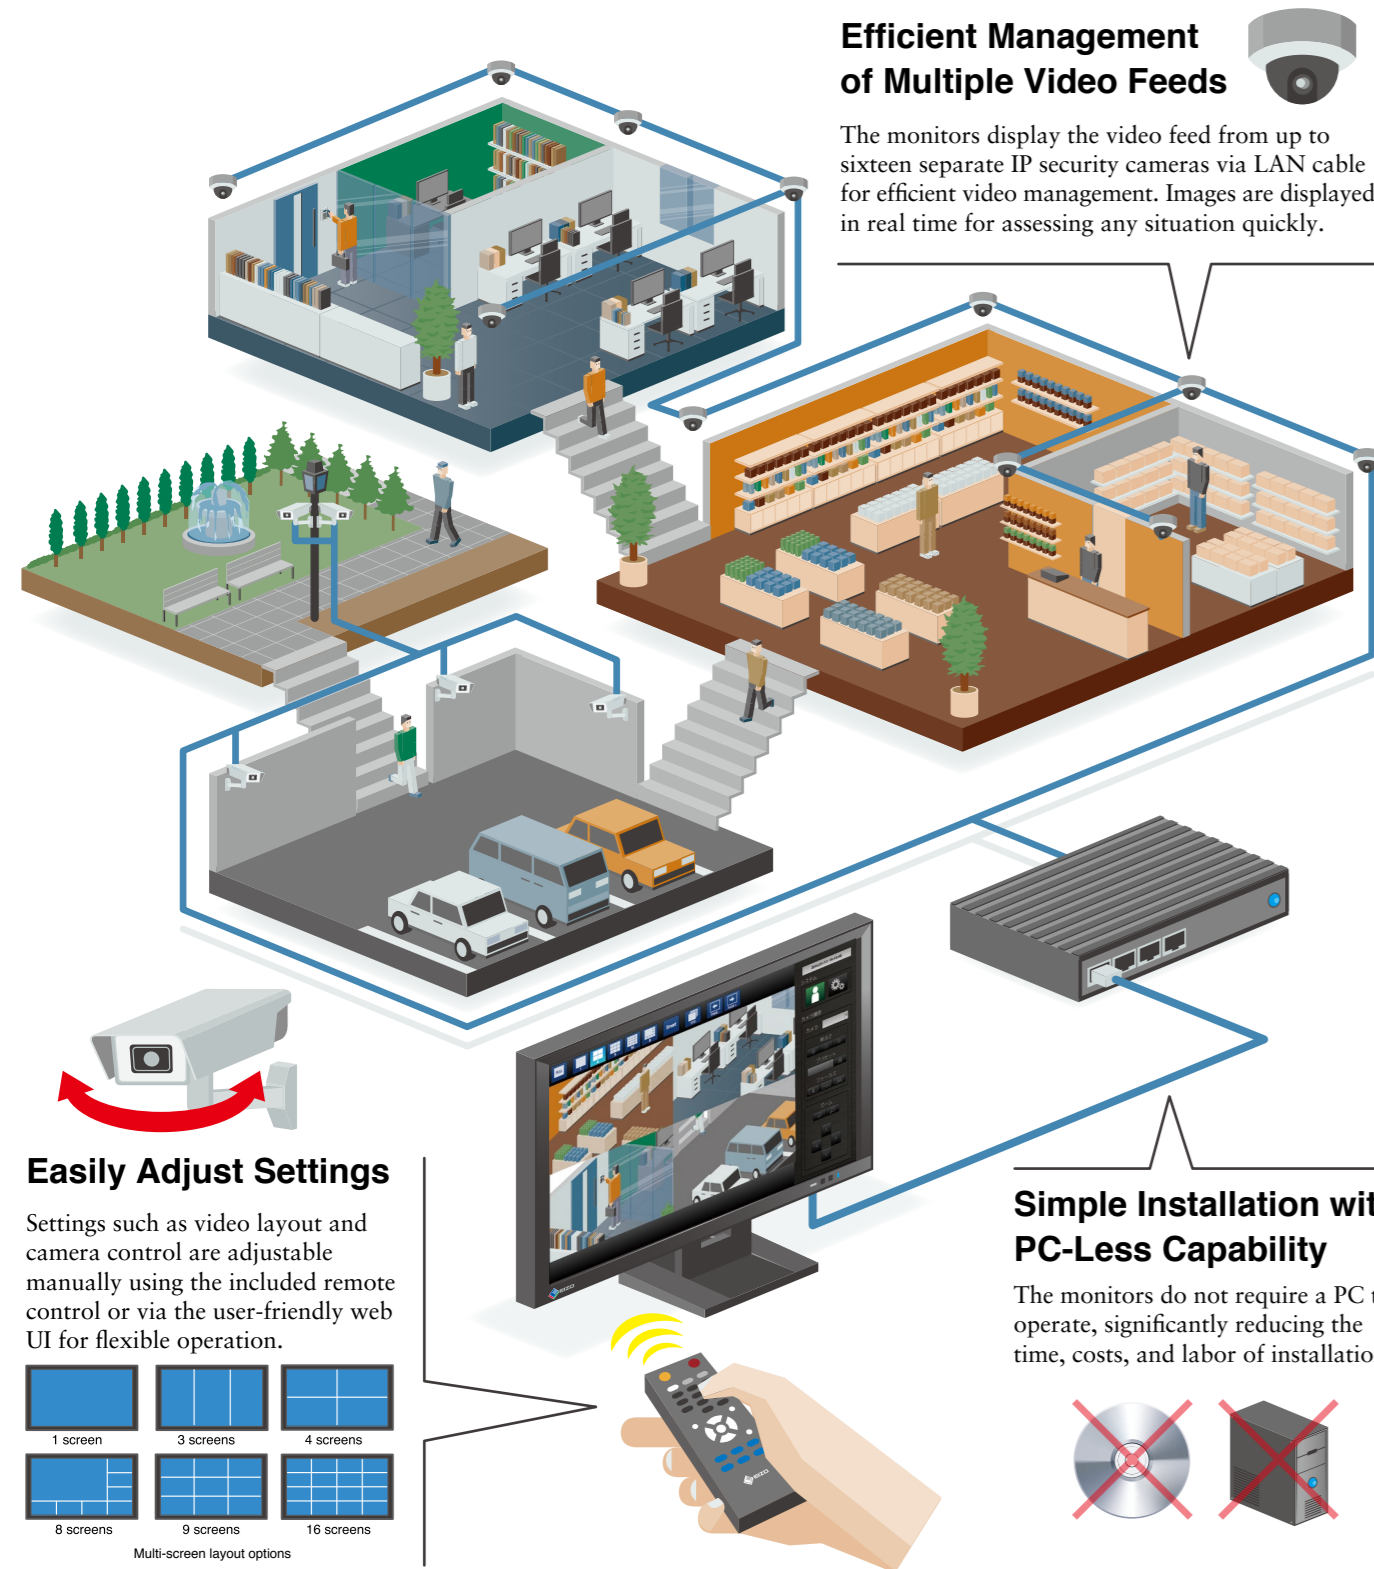 Efficient Management
of Multiple Video Feeds
The monitors display the video feed from up to
sixteen separate IP security cameras via LAN cable
for efficient video management. Images are displayed
in real time for assessing any situation quickly.
Easily Adjust Settings
Settings such as video layout and
camera control are adjustable
manually using the included remote
control or via the user-friendly web
UI for flexible operation.
1 screen
3 screens
4 screens
8 screens
9 screens
16 screens
Multi-screen layout options
EIZO
EIZO
Simple Installation wit
PC-Less Capability
The monitors do not require a PC t
operate, significantly reducing the
time, costs, and labor of installatio